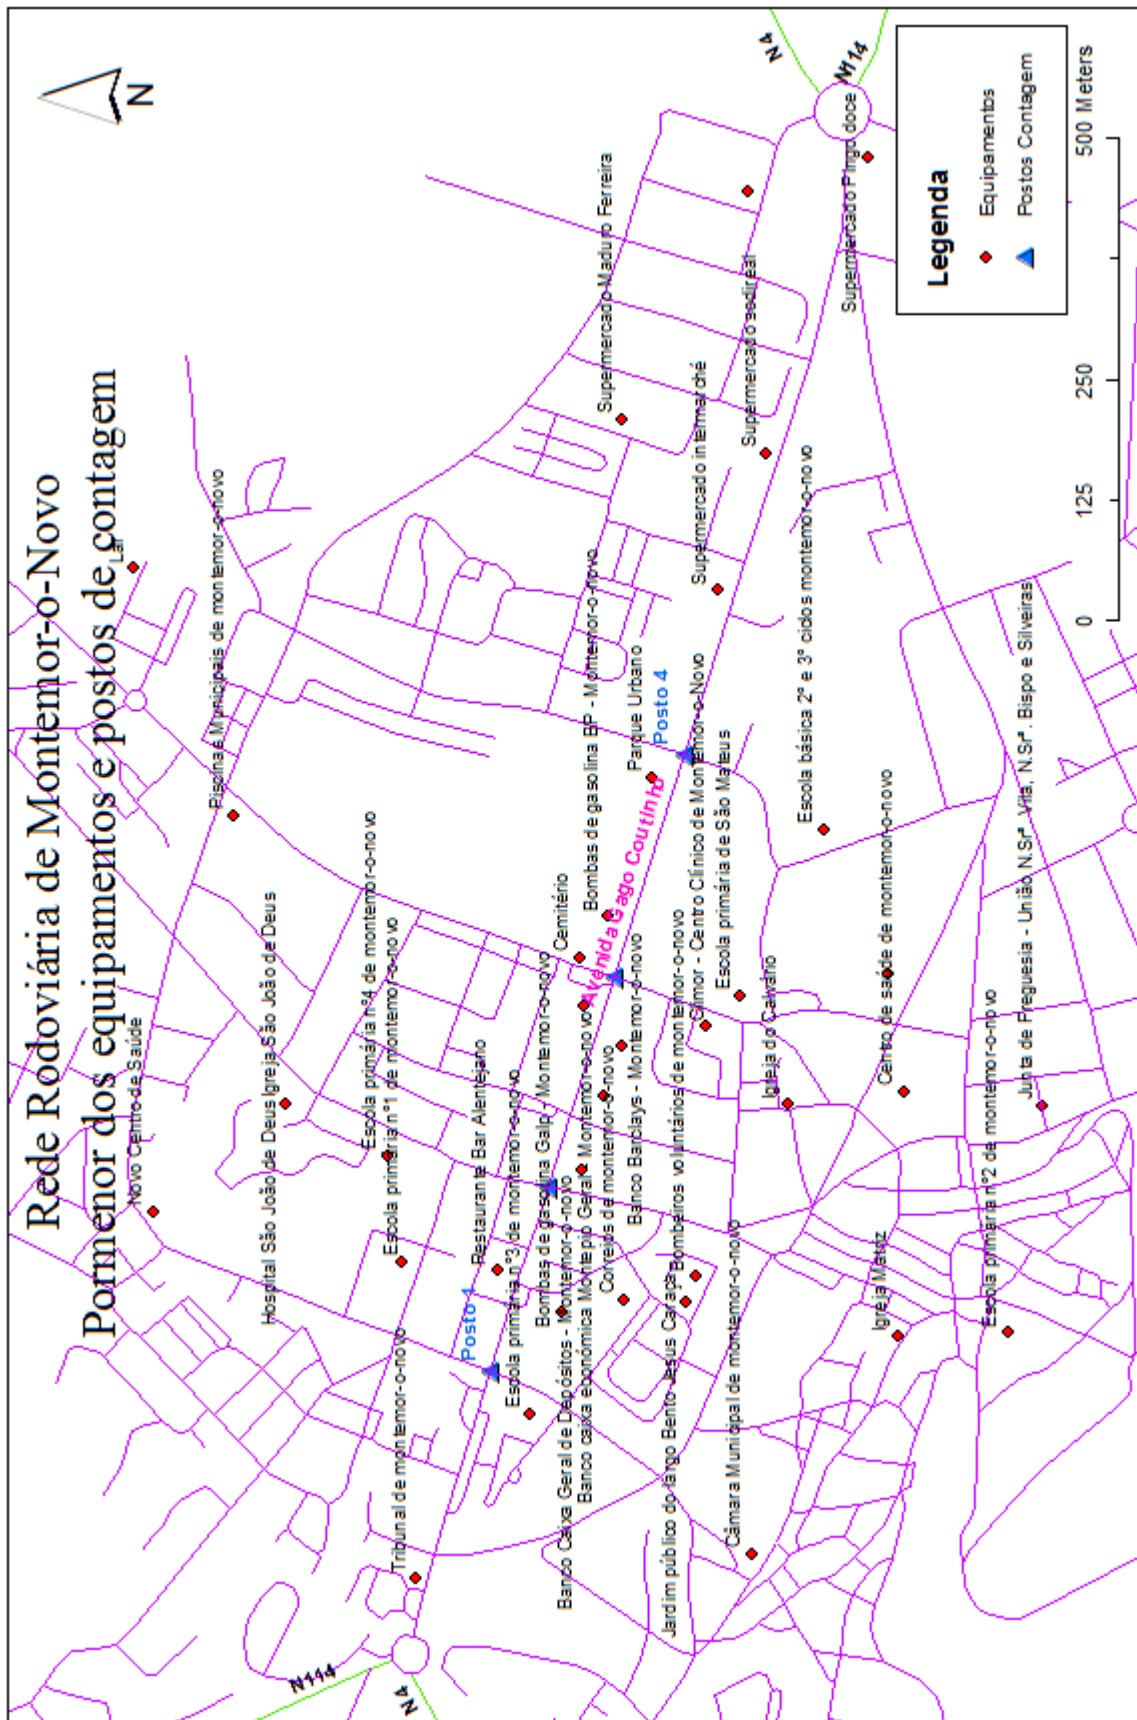 Rede Rodoviária de Montemor-o-Novo
Pormenor dos equipamentos e postos de contagem
N
N114
N4
N4
N114
Novo Centro de Saúde
Lar
Piscinas Municipais de montemor-o-novo
Hospital São João de Deus
Igreja São João de Deus
Escola primária nº4 de montemor-o-novo
Escola primária nº1 de montemor-o-novo
Tribunal de montemor-o-novo
Posto 1
Restaurante Bar Alentejano
Escola primária nº3 de montemor-o-novo
Bombas de gasolina Galp - Montemor-o-novo
Cemitério
Bombas de gasolina BP - Montemor-o-novo
Supermercado Maduro Ferreira
Banco Caixa Geral de Depósitos - Montemor-o-novo
Banco caixa económica Montepio Geral - Montemor-o-novo
Avenida Gago Coutinho
Correios de montemor-o-novo
Banco Barclays - Montemor-o-novo
Parque Urbano
Posto 4
Jardim público do largo Bento Jesus Caraça
Bombeiros voluntários de montemor-o-novo
Climor - Centro Clínico de Montemor-o-Novo
Supermercado intermarché
Escola primária de São Mateus
Supermercado sodireal
Câmara Municipal de montemor-o-novo
Igreja do Calvário
Escola básica 2º e 3º ciclos montemor-o-novo
Supermercado Pingo doce
Igreja Matriz
Centro de saúde de montemor-o-novo
Escola primária nº2 de montemor-o-novo
Junta de Freguesia - União N.Srª. Vila, N.Srª. Bispo e Silveiras
Legenda
Equipamentos
Postos Contagem
0 125 250 500 Meters